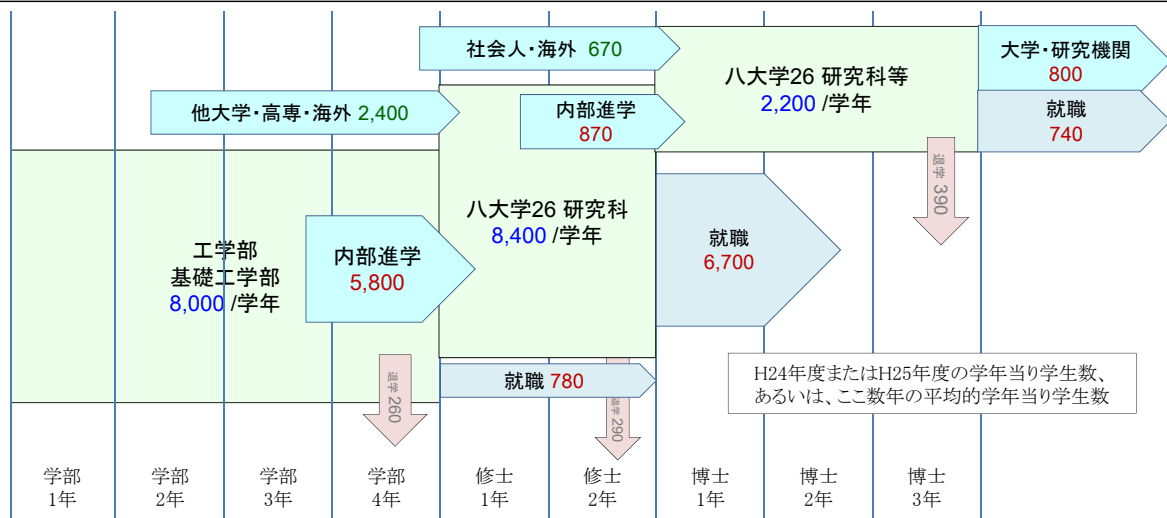 社会人・海外 670
八大学26 研究科等
2,200 /学年
大学・研究機関
800
他大学・高専・海外 2,400
内部進学
870
就職
740
退学 390
工学部
基礎工学部
8,000 /学年
内部進学
5,800
八大学26 研究科
8,400 /学年
就職
6,700
退学 260
就職 780
退学 290
H24年度またはH25年度の学年当り学生数、
あるいは、ここ数年の平均的学年当り学生数
学部
1年
学部
2年
学部
3年
学部
4年
修士
1年
修士
2年
博士
1年
博士
2年
博士
3年